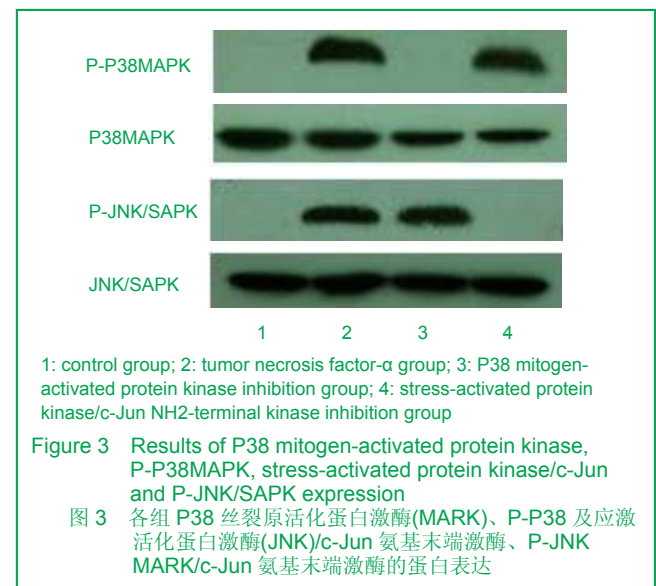 P-P38MAPK
P38MAPK
P-JNK/SAPK
JNK/SAPK
1 2 3 4
1: control group; 2: tumor necrosis factor-α group; 3: P38 mitogen-
activated protein kinase inhibition group; 4: stress-activated protein
kinase/c-Jun NH2-terminal kinase inhibition group
Figure 3 Results of P38 mitogen-activated protein kinase,
P-P38MAPK, stress-activated protein kinase/c-Jun
and P-JNK/SAPK expression
图 3 各组 P38 丝裂原活化蛋白激酶(MARK)、P-P38 及应激
活化蛋白激酶(JNK)/c-Jun 氨基末端激酶、P-JNK
MARK/c-Jun 氨基末端激酶的蛋白表达